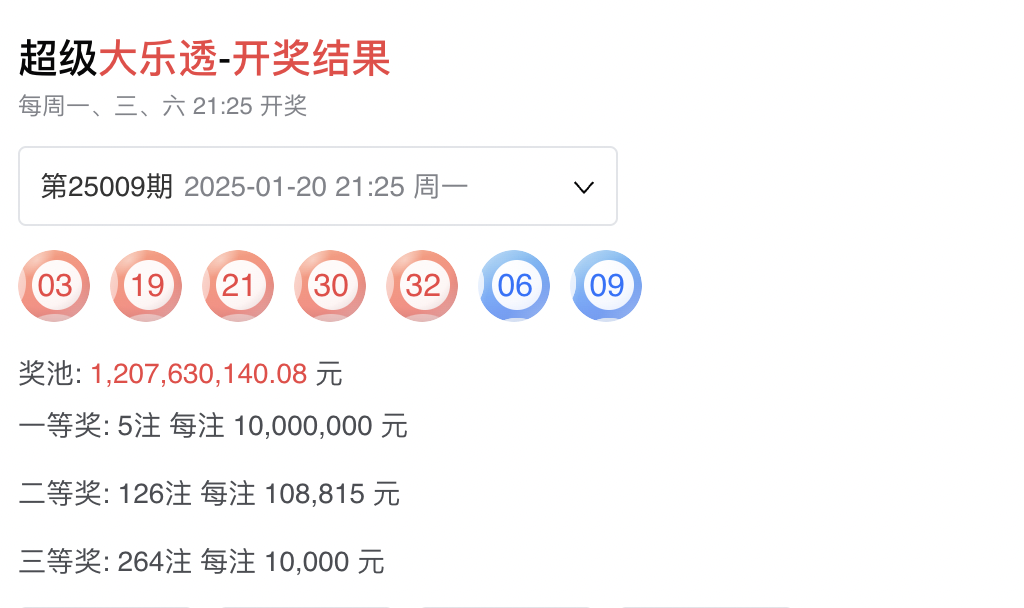 超级大乐透-开奖结果
每周一、三、六 21:25 开奖
第25009期 2025-01-20 21:25 周一
03 19 21 30 32 06 09
奖池: 1,207,630,140.08 元
一等奖: 5注 每注 10,000,000 元
二等奖: 126注 每注 108,815 元
三等奖: 264注 每注 10,000 元